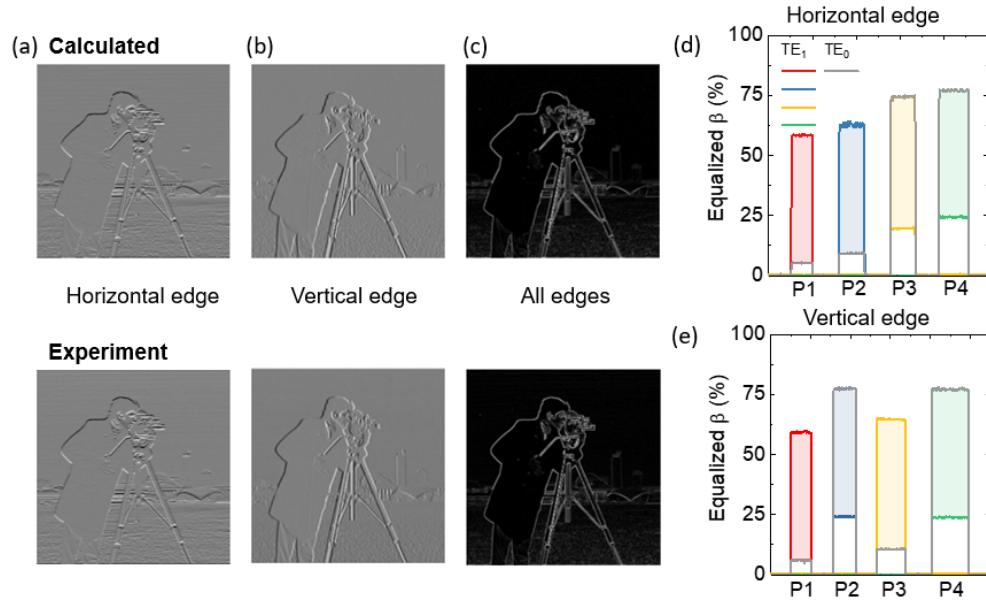 (a) Calculated
(b)
(c)
Horizontal edge
Vertical edge
All edges
Experiment
(d)
Horizontal edge
TE1 TE0
Equalized β (%)
100
75
50
25
0
P1 P2 P3 P4
(e)
Vertical edge
Equalized β (%)
100
75
50
25
0
P1 P2 P3 P4